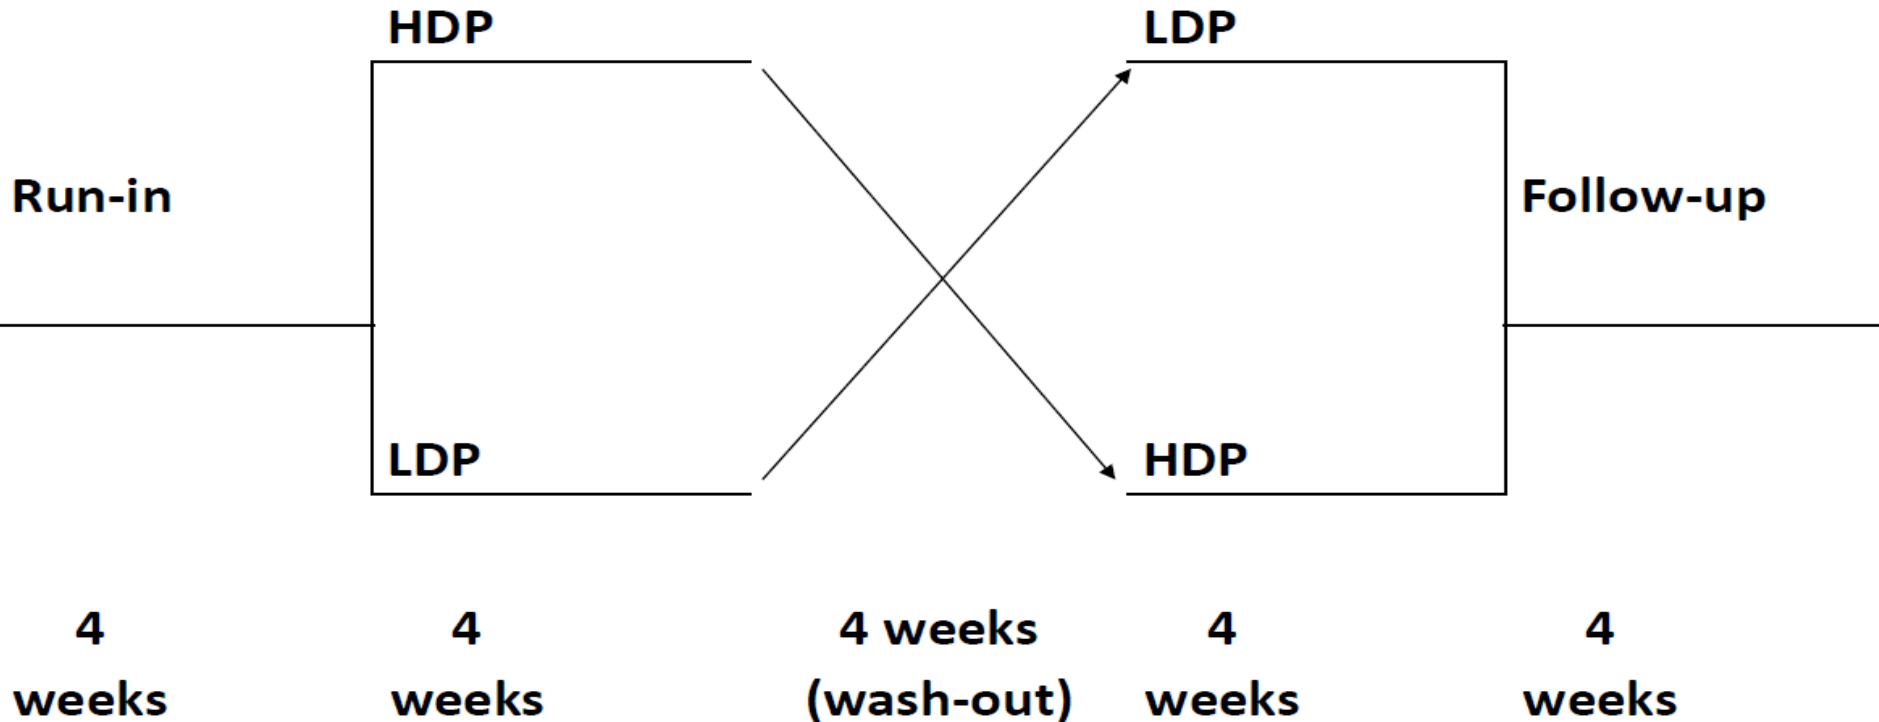 HDP
LDP
Run-in
Follow-up
LDP
HDP
4 weeks
4 weeks
4 weeks (wash-out)
4 weeks
4 weeks